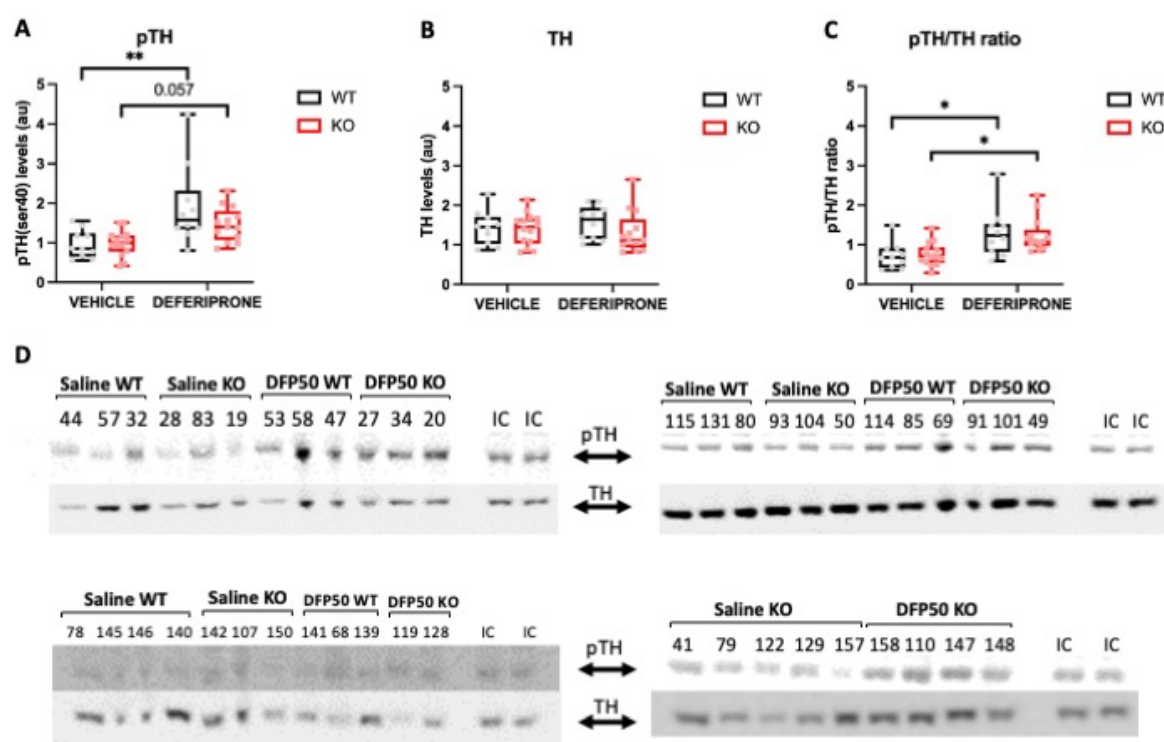 A
pTH
**
0.057
pTH(ser40) levels (au)
5
4
3
2
1
0
VEHICLE DEFERIPRONE
WT
KO
B
TH
TH levels (au)
5
4
3
2
1
0
VEHICLE DEFERIPRONE
WT
KO
C
pTH/TH ratio
*
*
pTH/TH ratio
5
4
3
2
1
0
VEHICLE DEFERIPRONE
WT
KO
D
Saline WT Saline KO DFP50 WT DFP50 KO
44 57 32 28 83 19 53 58 47 27 34 20 IC IC
pTH
TH
Saline WT Saline KO DFP50 WT DFP50 KO
115 131 80 93 104 50 114 85 69 91 101 49 IC IC
Saline WT Saline KO DFP50 WT DFP50 KO
78 145 146 140 142 107 150 141 68 139 119 128 IC IC
pTH
TH
Saline KO DFP50 KO
41 79 122 129 157 158 110 147 148 IC IC